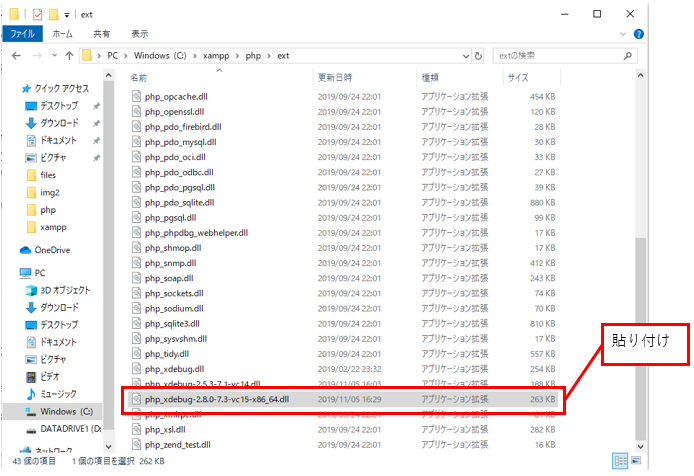 ext
ファイル ホーム 共有 表示
PC Windows (C:) xampp php ext extの検索
名前 更新日時 種類 サイズ
クイック アクセス
デスクトップ
ダウンロード
ドキュメント
ピクチャ
files
img2
php
xampp
OneDrive
PC
3D オブジェクト
ダウンロード
デスクトップ
ドキュメント
ピクチャ
ビデオ
ミュージック
Windows (C:)
DATADRIVE1 (D:
ネットワーク
php_opcache.dll 2019/09/24 22:01 アプリケーション拡張 454 KB
php_openssl.dll 2019/09/24 22:01 アプリケーション拡張 120 KB
php_pdo_firebird.dll 2019/09/24 22:01 アプリケーション拡張 28 KB
php_pdo_mysql.dll 2019/09/24 22:01 アプリケーション拡張 30 KB
php_pdo_oci.dll 2019/09/24 22:01 アプリケーション拡張 33 KB
php_pdo_odbc.dll 2019/09/24 22:01 アプリケーション拡張 27 KB
php_pdo_pgsql.dll 2019/09/24 22:01 アプリケーション拡張 39 KB
php_pdo_sqlite.dll 2019/09/24 22:01 アプリケーション拡張 880 KB
php_pgsql.dll 2019/09/24 22:01 アプリケーション拡張 99 KB
php_phpdbg_webhelper.dll 2019/09/24 22:01 アプリケーション拡張 17 KB
php_shmop.dll 2019/09/24 22:01 アプリケーション拡張 17 KB
php_snmp.dll 2019/09/24 22:01 アプリケーション拡張 412 KB
php_soap.dll 2019/09/24 22:01 アプリケーション拡張 243 KB
php_sockets.dll 2019/09/24 22:01 アプリケーション拡張 74 KB
php_sodium.dll 2019/09/24 22:01 アプリケーション拡張 70 KB
php_sqlite3.dll 2019/09/24 22:01 アプリケーション拡張 810 KB
php_sysvshm.dll 2019/09/24 22:01 アプリケーション拡張 17 KB
php_tidy.dll 2019/09/24 22:01 アプリケーション拡張 557 KB
php_xdebug.dll 2019/02/22 23:32 アプリケーション拡張 254 KB
php_xdebug-2.5.3-7.1-vc14.dll 2019/11/05 16:03 アプリケーション拡張 188 KB
php_xdebug-2.8.0-7.3-vc15-x86_64.dll 2019/11/05 16:29 アプリケーション拡張 263 KB
php_xmlrpc.dll 2019/09/24 22:01 アプリケーション拡張 61 KB
php_xsl.dll 2019/09/24 22:01 アプリケーション拡張 282 KB
php_zend_test.dll 2019/09/24 22:01 アプリケーション拡張 16 KB
貼り付け
43 個の項目 1 個の項目を選択 262 KB